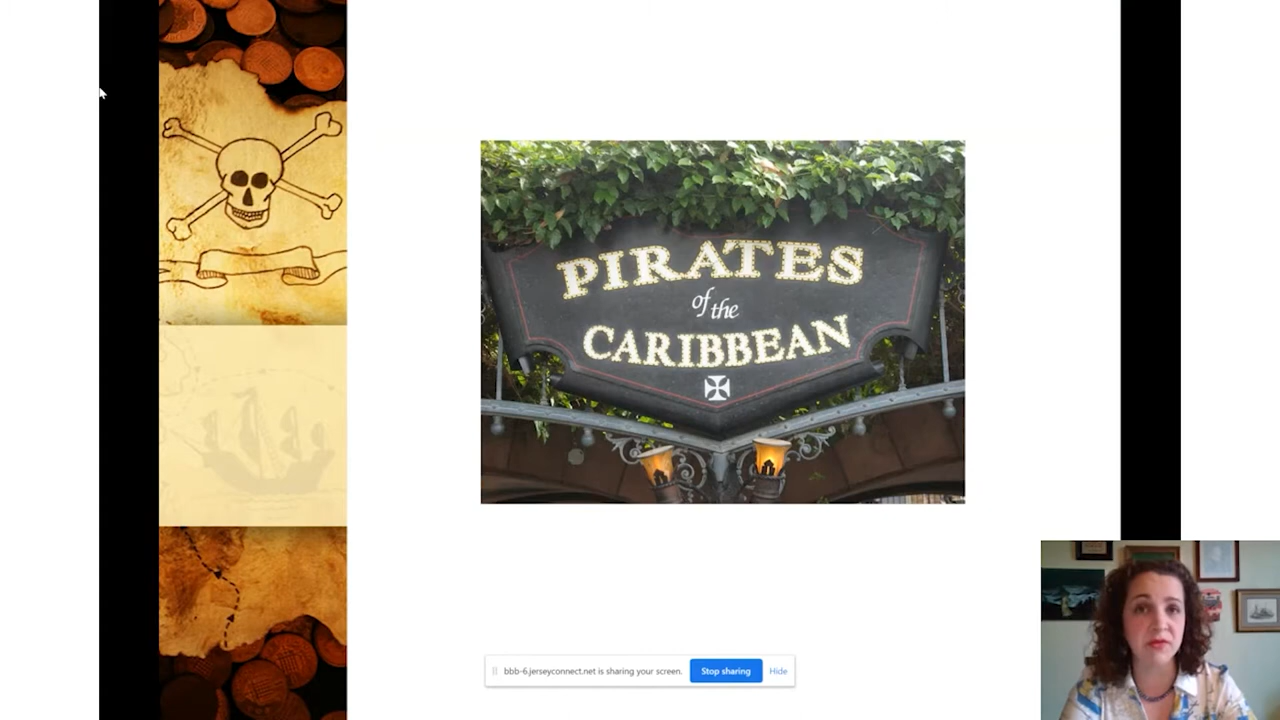 PIRATES
of the
CARIBBEAN
bbb-6.jerseyconnect.net is sharing your screen.
Stop sharing
Hide